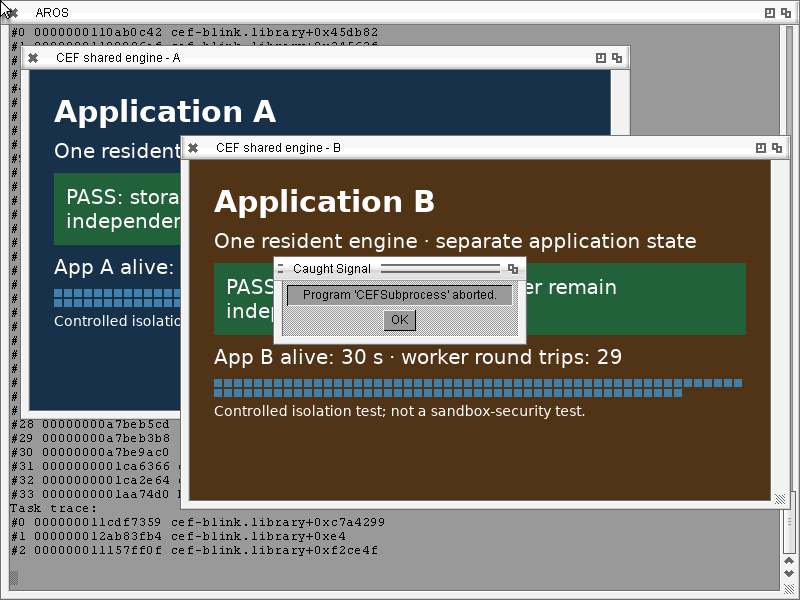 AROS
#0 0000000110ab0c42 cef-blink.library+0x45db82
CEF shared engine - A
Application A
One resident
PASS: stora
independen
App A alive:
Controlled isolatio
CEF shared engine - B
Application B
One resident engine · separate application state
PASS
er remain
indep
Caught Signal
Program 'CEFSubprocess' aborted.
OK
App B alive: 30 s · worker round trips: 29
Controlled isolation test; not a sandbox-security test.
#28 00000000a7beb5cd
#29 00000000a7beb3b8
#30 00000000a7be9ac0
#31 0000000001ca6366
#32 0000000001ca2e64
#33 0000000001aa74d0
Task trace:
#0 000000011cdf7359 cef-blink.library+0xc7a4299
#1 000000012ab83fb4 cef-blink.library+0xe4
#2 000000011157ff0f cef-blink.library+0xf2ce4f